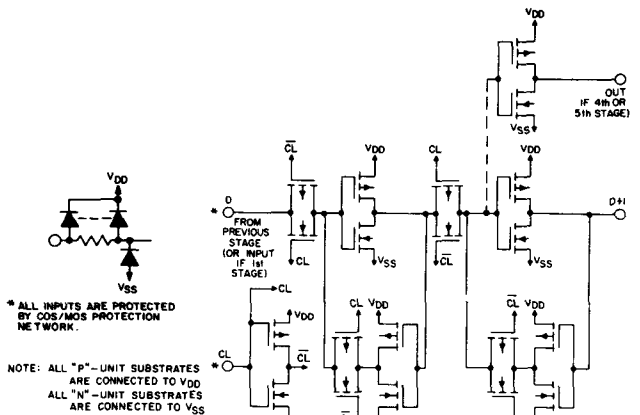 VDD
OUT
(IF 4th OR
5th STAGE)
VSS
CL
VDD
CL
VDD
VDD
* D
FROM
PREVIOUS
STAGE
(OR INPUT
IF 1st
STAGE)
CL
VSS
CL
VSS
D+1
VSS
* ALL INPUTS ARE PROTECTED
BY COS/MOS PROTECTION
NETWORK.
CL
VDD
* CL
CL
CL
VDD
CL
VDD
NOTE: ALL "P"-UNIT SUBSTRATES
ARE CONNECTED TO VDD
ALL "N"-UNIT SUBSTRATES
ARE CONNECTED TO VSS